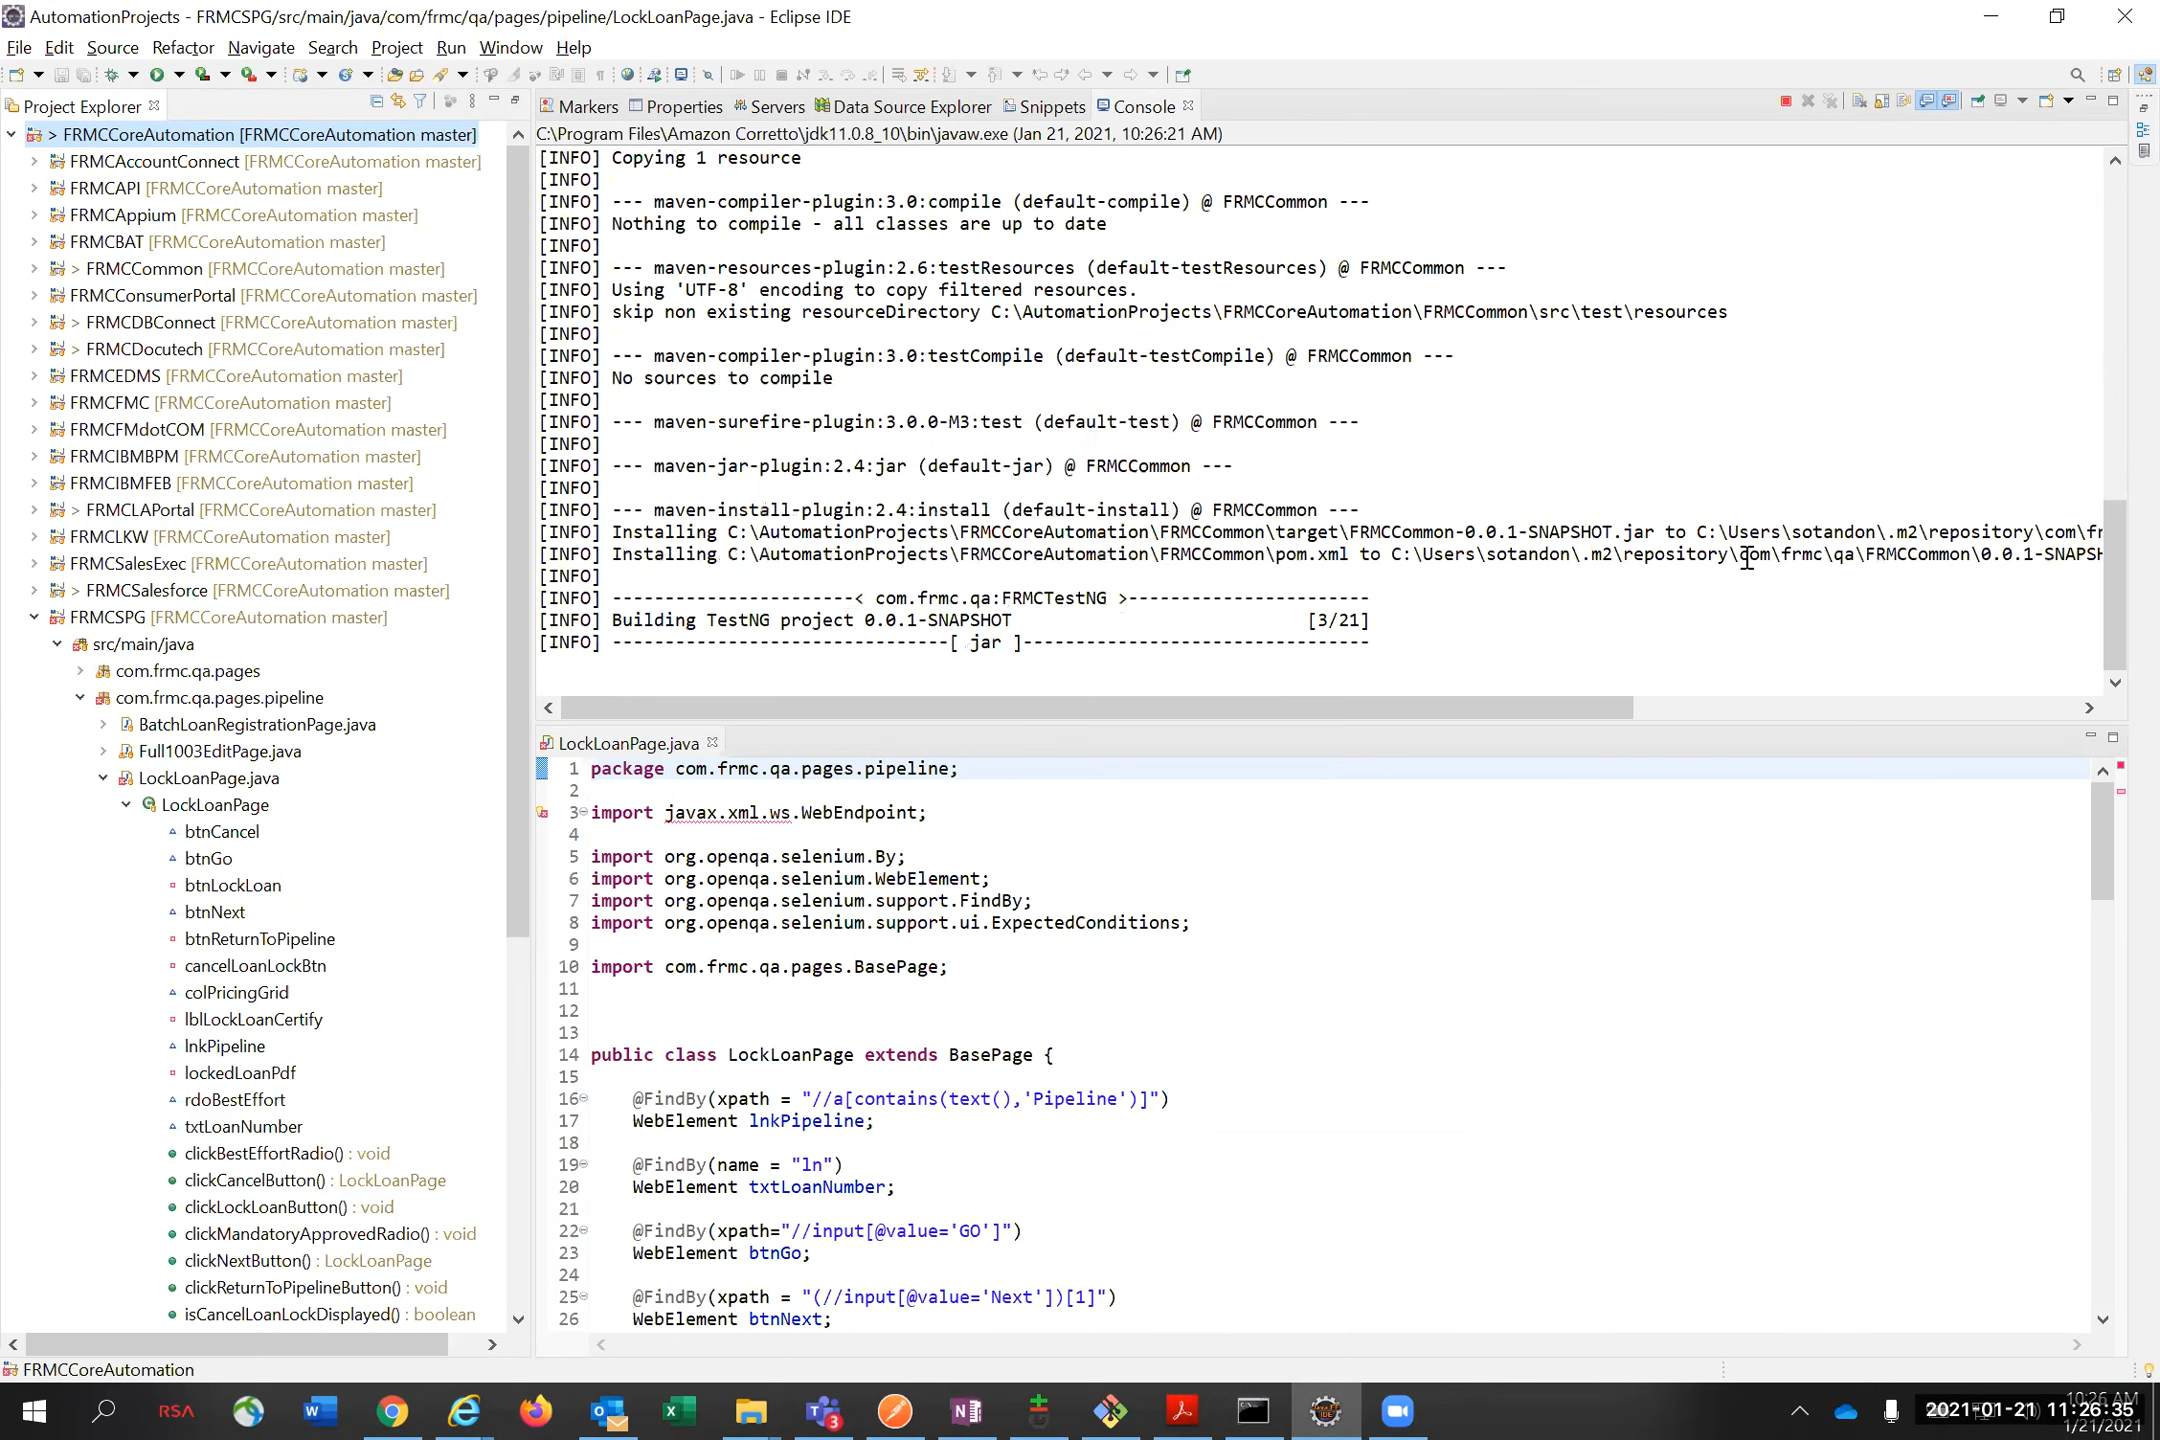 AutomationProjects - FRMCSPG/src/main/java/com/frmc/qa/pages/pipeline/LockLoanPage.java - Eclipse IDE
File Edit Source Refactor Navigate Search Project Run Window Help
Project Explorer
> FRMCCoreAutomation [FRMCCoreAutomation master]
FRMCAccountConnect [FRMCCoreAutomation master]
FRMCAPI [FRMCCoreAutomation master]
FRMCAppium [FRMCCoreAutomation master]
FRMCBAT [FRMCCoreAutomation master]
> FRMCCommon [FRMCCoreAutomation master]
FRMCConsumerPortal [FRMCCoreAutomation master]
> FRMCDBConnect [FRMCCoreAutomation master]
> FRMCDocutech [FRMCCoreAutomation master]
FRMCEDMS [FRMCCoreAutomation master]
FRMCFMC [FRMCCoreAutomation master]
FRMCFMdotCOM [FRMCCoreAutomation master]
FRMCIBMBPM [FRMCCoreAutomation master]
FRMCIBMFEB [FRMCCoreAutomation master]
> FRMCLAPortal [FRMCCoreAutomation master]
FRMCLKW [FRMCCoreAutomation master]
FRMCSalesExec [FRMCCoreAutomation master]
> FRMCSalesforce [FRMCCoreAutomation master]
FRMCSPG [FRMCCoreAutomation master]
src/main/java
com.frmc.qa.pages
com.frmc.qa.pages.pipeline
BatchLoanRegistrationPage.java
Full1003EditPage.java
LockLoanPage.java
LockLoanPage
btnCancel
btnGo
btnLockLoan
btnNext
btnReturnToPipeline
cancelLoanLockBtn
colPricingGrid
lblLockLoanCertify
lnkPipeline
lockedLoanPdf
rdoBestEffort
txtLoanNumber
clickBestEffortRadio() : void
clickCancelButton() : LockLoanPage
clickLockLoanButton() : void
clickMandatoryApprovedRadio() : void
clickNextButton() : LockLoanPage
clickReturnToPipelineButton() : void
isCancelLoanLockDisplayed() : boolean
Markers Properties Servers Data Source Explorer Snippets Console
C:\Program Files\Amazon Corretto\jdk11.0.8_10\bin\javaw.exe (Jan 21, 2021, 10:26:21 AM)
[INFO] Copying 1 resource
[INFO]
[INFO] --- maven-compiler-plugin:3.0:compile (default-compile) @ FRMCCommon ---
[INFO] Nothing to compile - all classes are up to date
[INFO]
[INFO] --- maven-resources-plugin:2.6:testResources (default-testResources) @ FRMCCommon ---
[INFO] Using 'UTF-8' encoding to copy filtered resources.
[INFO] skip non existing resourceDirectory C:\AutomationProjects\FRMCCoreAutomation\FRMCCommon\src\test\resources
[INFO]
[INFO] --- maven-compiler-plugin:3.0:testCompile (default-testCompile) @ FRMCCommon ---
[INFO] No sources to compile
[INFO]
[INFO] --- maven-surefire-plugin:3.0.0-M3:test (default-test) @ FRMCCommon ---
[INFO]
[INFO] --- maven-jar-plugin:2.4:jar (default-jar) @ FRMCCommon ---
[INFO]
[INFO] --- maven-install-plugin:2.4:install (default-install) @ FRMCCommon ---
[INFO] Installing C:\AutomationProjects\FRMCCoreAutomation\FRMCCommon\target\FRMCCommon-0.0.1-SNAPSHOT.jar to C:\Users\sotandon\.m2\repository\com\fr
[INFO] Installing C:\AutomationProjects\FRMCCoreAutomation\FRMCCommon\pom.xml to C:\Users\sotandon\.m2\repository\com\frmc\qa\FRMCCommon\0.0.1-SNAPSH
[INFO]
[INFO] -----------------------< com.frmc.qa:FRMCTestNG >-----------------------
[INFO] Building TestNG project 0.0.1-SNAPSHOT [3/21]
[INFO] --------------------------------[ jar ]---------------------------------
LockLoanPage.java
1 package com.frmc.qa.pages.pipeline;
2
3 import javax.xml.ws.WebEndpoint;
4
5 import org.openqa.selenium.By;
6 import org.openqa.selenium.WebElement;
7 import org.openqa.selenium.support.FindBy;
8 import org.openqa.selenium.support.ui.ExpectedConditions;
9
10 import com.frmc.qa.pages.BasePage;
11
12
13
14 public class LockLoanPage extends BasePage {
15
16 @FindBy(xpath = "//a[contains(text(),'Pipeline')]")
17 WebElement lnkPipeline;
18
19 @FindBy(name = "ln")
20 WebElement txtLoanNumber;
21
22 @FindBy(xpath="//input[@value='GO']")
23 WebElement btnGo;
24
25 @FindBy(xpath = "(//input[@value='Next'])[1]")
26 WebElement btnNext;
FRMCCoreAutomation
RSA
3
10:26 AM
2021-01-21 11:26:35
1/21/2021